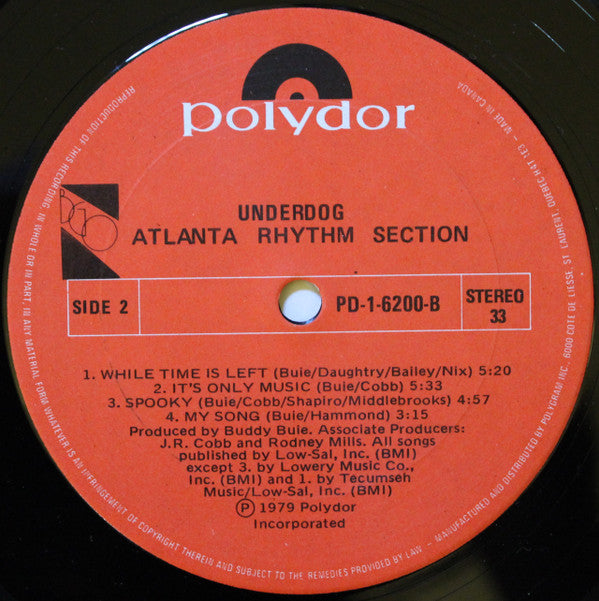 polydor
UNDERDOG
ATLANTA RHYTHM SECTION
BGO
SIDE 2
PD-1-6200-B
STEREO
33
1. WHILE TIME IS LEFT (Buie/Daughtry/Bailey/Nix) 5:20
2. IT'S ONLY MUSIC (Buie/Cobb) 5:33
3. SPOOKY (Buie/Cobb/Shapiro/Middlebrooks) 4:57
4. MY SONG (Buie/Hammond) 3:15
Produced by Buddy Buie. Associate Producers:
J.R. Cobb and Rodney Mills. All songs
published by Low-Sal, Inc. (BMI)
except 3. by Lowery Music Co.,
Inc. (BMI) and 1. by Tecumseh
Music/Low-Sal, Inc. (BMI)
Ⓟ 1979 Polydor
Incorporated
REPRODUCTION OF THIS RECORDING IN WHOLE OR IN PART, IN ANY MATERIAL FORM WHATEVER IS AN INFRINGEMENT OF COPYRIGHT THEREIN AND SUBJECT TO THE REMEDIES PROVIDED BY LAW – MANUFACTURED AND DISTRIBUTED BY POLYGRAM INC. 6000 COTE DE LIESSE, ST LAURENT, QUEBEC H4T 1E3 – MADE IN CANADA